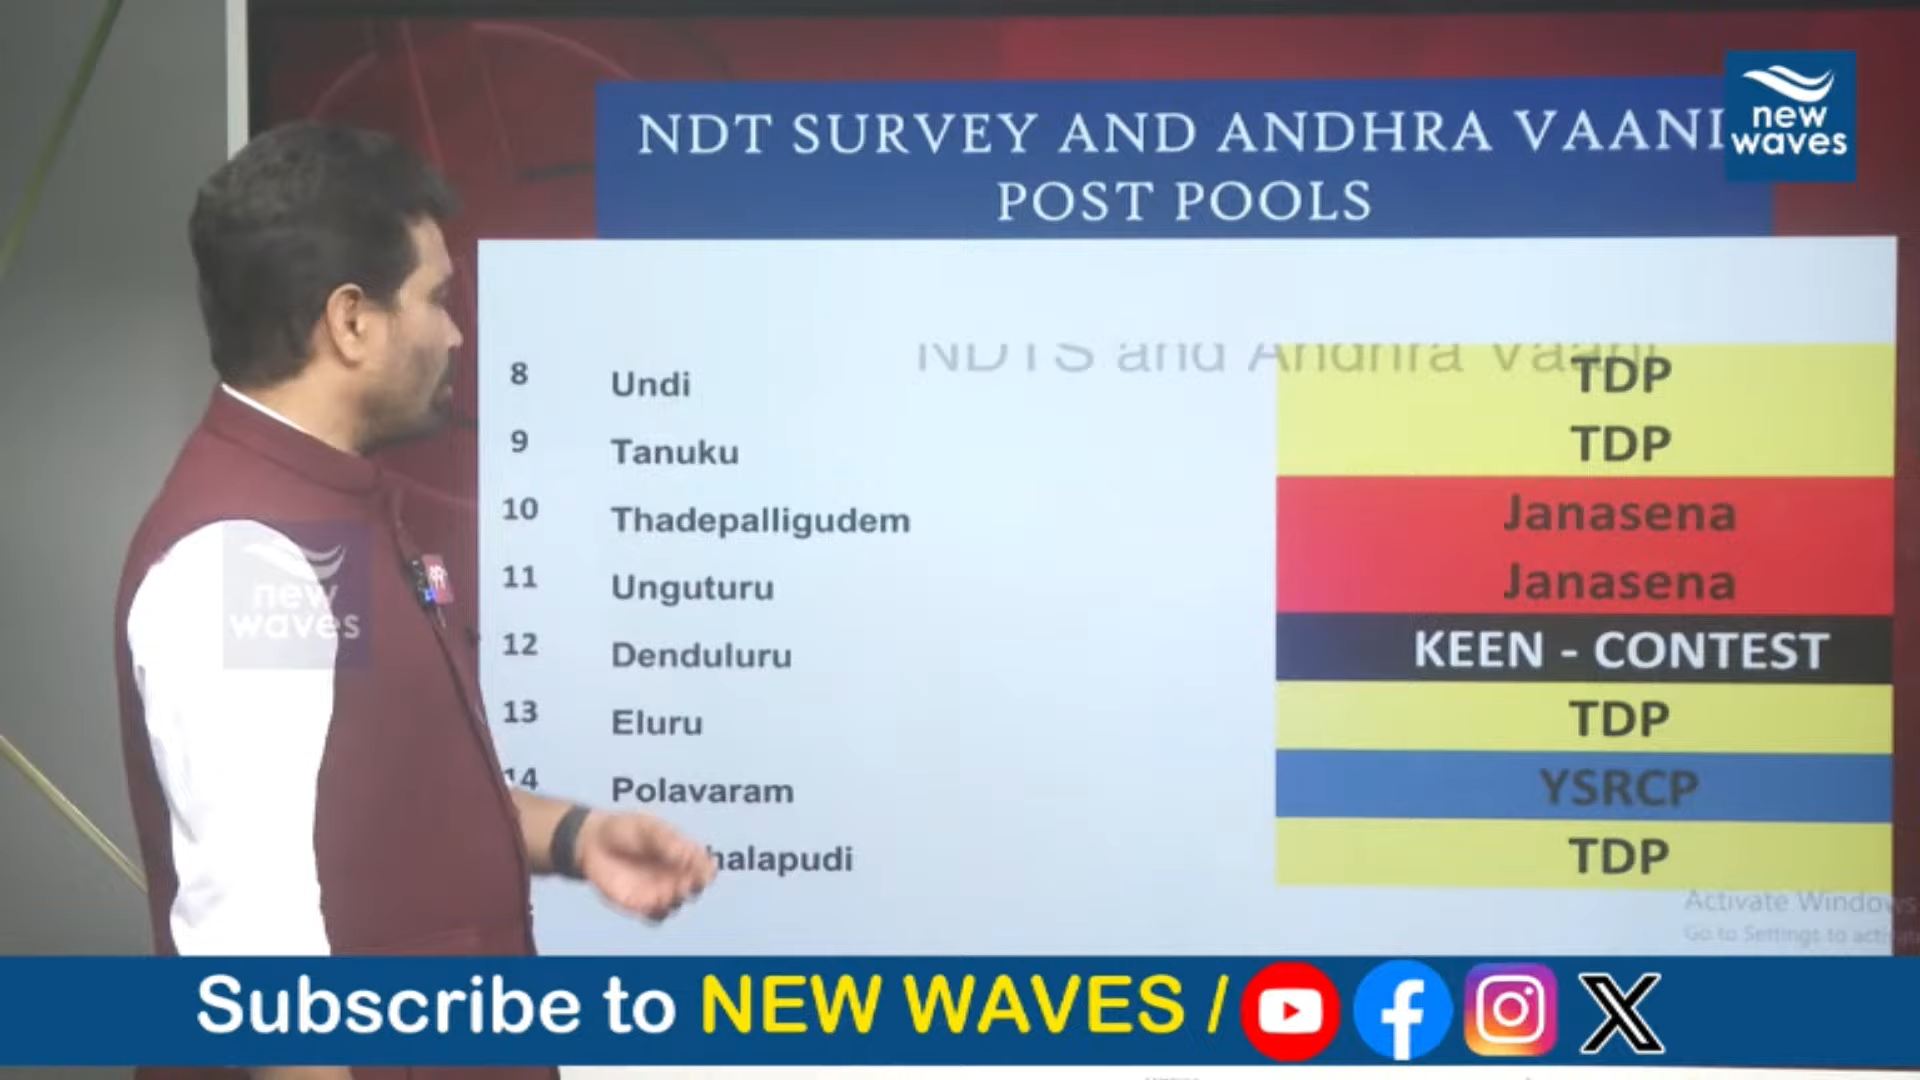 NDT SURVEY AND ANDHRA VAANI
POST POOLS
new
waves
NDTS and Andhra Vaani
8 Undi TDP
9 Tanuku TDP
10 Thadepalligudem Janasena
11 Unguturu Janasena
12 Denduluru KEEN - CONTEST
13 Eluru TDP
14 Polavaram YSRCP
halapudi TDP
new
waves
Activate Windows
Go to Settings to activate
Subscribe to NEW WAVES /